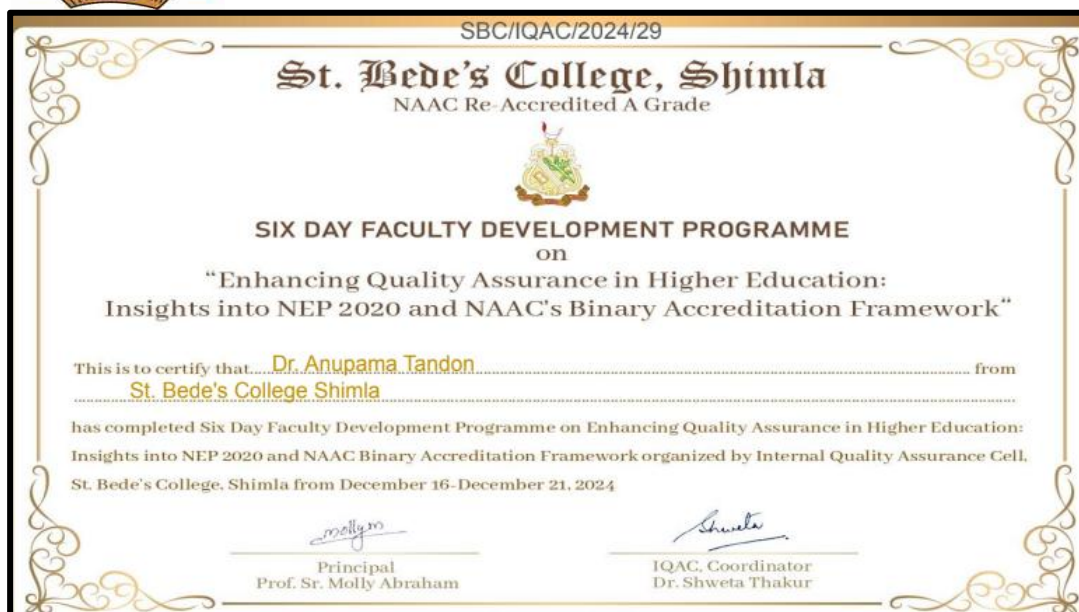 SBC/IQAC/2024/29
St. Bede's College, Shimla
NAAC Re-Accredited A Grade
SIX DAY FACULTY DEVELOPMENT PROGRAMME
on
“Enhancing Quality Assurance in Higher Education:
Insights into NEP 2020 and NAAC's Binary Accreditation Framework“
This is to certify that.....Dr. Anupama Tandon..... from
St. Bede's College Shimla
has completed Six Day Faculty Development Programme on Enhancing Quality Assurance in Higher Education:
Insights into NEP 2020 and NAAC Binary Accreditation Framework organized by Internal Quality Assurance Cell,
St. Bede's College, Shimla from December 16-December 21, 2024
mollym Shweta
Principal IQAC, Coordinator
Prof. Sr. Molly Abraham Dr. Shweta Thakur